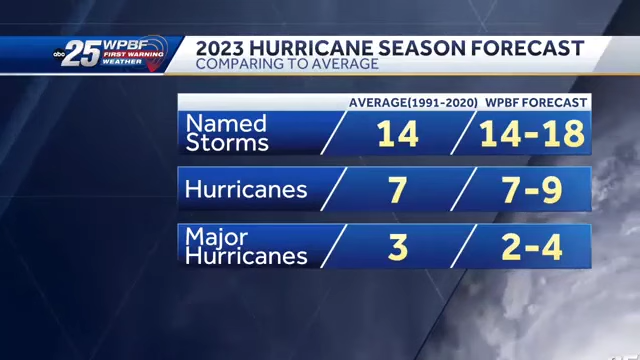 abc 25 WPBF
FIRST WARNING
WEATHER
2023 HURRICANE SEASON FORECAST
COMPARING TO AVERAGE
AVERAGE(1991-2020) WPBF FORECAST
Named
Storms 14 14-18
Hurricanes 7 7-9
Major
Hurricanes 3 2-4